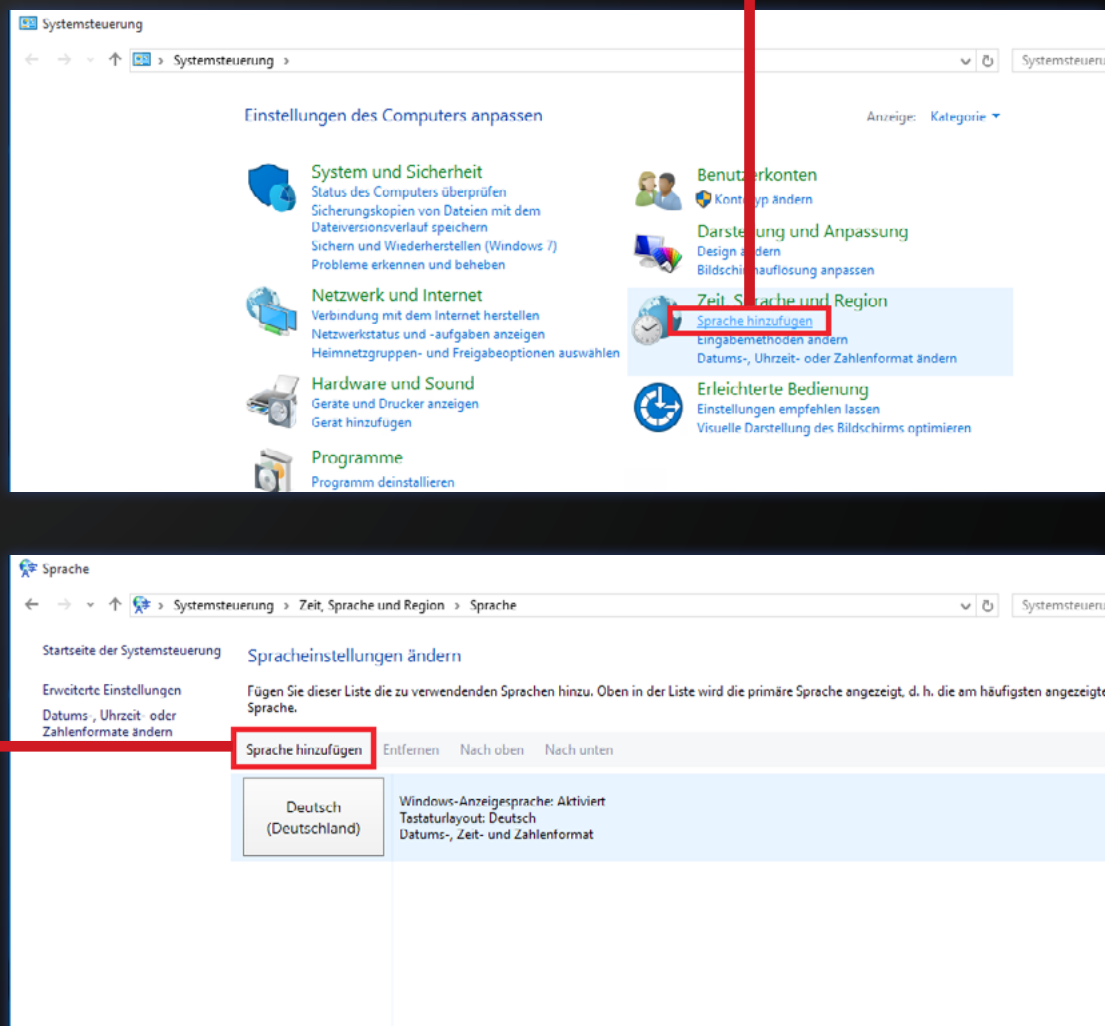 Systemsteuerung
Systemsteuerung
Einstellungen des Computers anpassen
Anzeige: Kategorie
System und Sicherheit
Status des Computers überprüfen
Sicherungskopien von Dateien mit dem
Dateiversionsverlauf speichern
Sichern und Wiederherstellen (Windows 7)
Probleme erkennen und beheben
Netzwerk und Internet
Verbindung mit dem Internet herstellen
Netzwerkstatus und -aufgaben anzeigen
Heimnetzgruppen- und Freigabeoptionen auswählen
Hardware und Sound
Geräte und Drucker anzeigen
Gerät hinzufügen
Programme
Programm deinstallieren
Benutzerkonten
Kontotyp ändern
Darstellung und Anpassung
Design ändern
Bildschirmauflösung anpassen
Zeit, Sprache und Region
Sprache hinzufügen
Eingabemethoden ändern
Datums-, Uhrzeit- oder Zahlenformat ändern
Erleichterte Bedienung
Einstellungen empfehlen lassen
Visuelle Darstellung des Bildschirms optimieren
Sprache
Systemsteuerung > Zeit, Sprache und Region > Sprache
Startseite der Systemsteuerung
Erweiterte Einstellungen
Datums-, Uhrzeit- oder
Zahlenformate ändern
Spracheinstellungen ändern
Fügen Sie dieser Liste die zu verwendenden Sprachen hinzu. Oben in der Liste wird die primäre Sprache angezeigt, d. h. die am häufigsten angezeigte
Sprache.
Sprache hinzufügen Entfernen Nach oben Nach unten
Deutsch
(Deutschland)
Windows-Anzeigesprache: Aktiviert
Tastaturlayout: Deutsch
Datums-, Zeit- und Zahlenformat